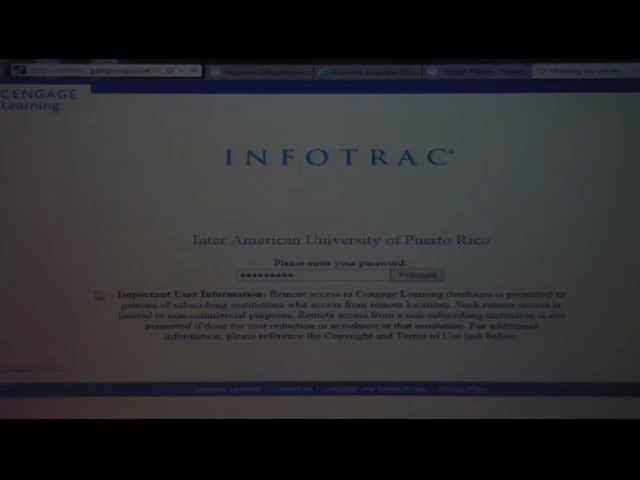 galegroup.com
CENGAGE
Learning
INFOTRAC®
Inter American University of Puerto Rico
Please enter your password.
Proceed
Important User Information: Remote access to Cengage Learning databases is permitted to
patrons of subscribing institutions who access from remote locations. Such remote access is
limited to non-commercial purposes. Remote access from a non-subscribing institution is not
permitted if done for cost reduction or avoidance at that institution. For additional
information, please reference the Copyright and Terms of Use link below.